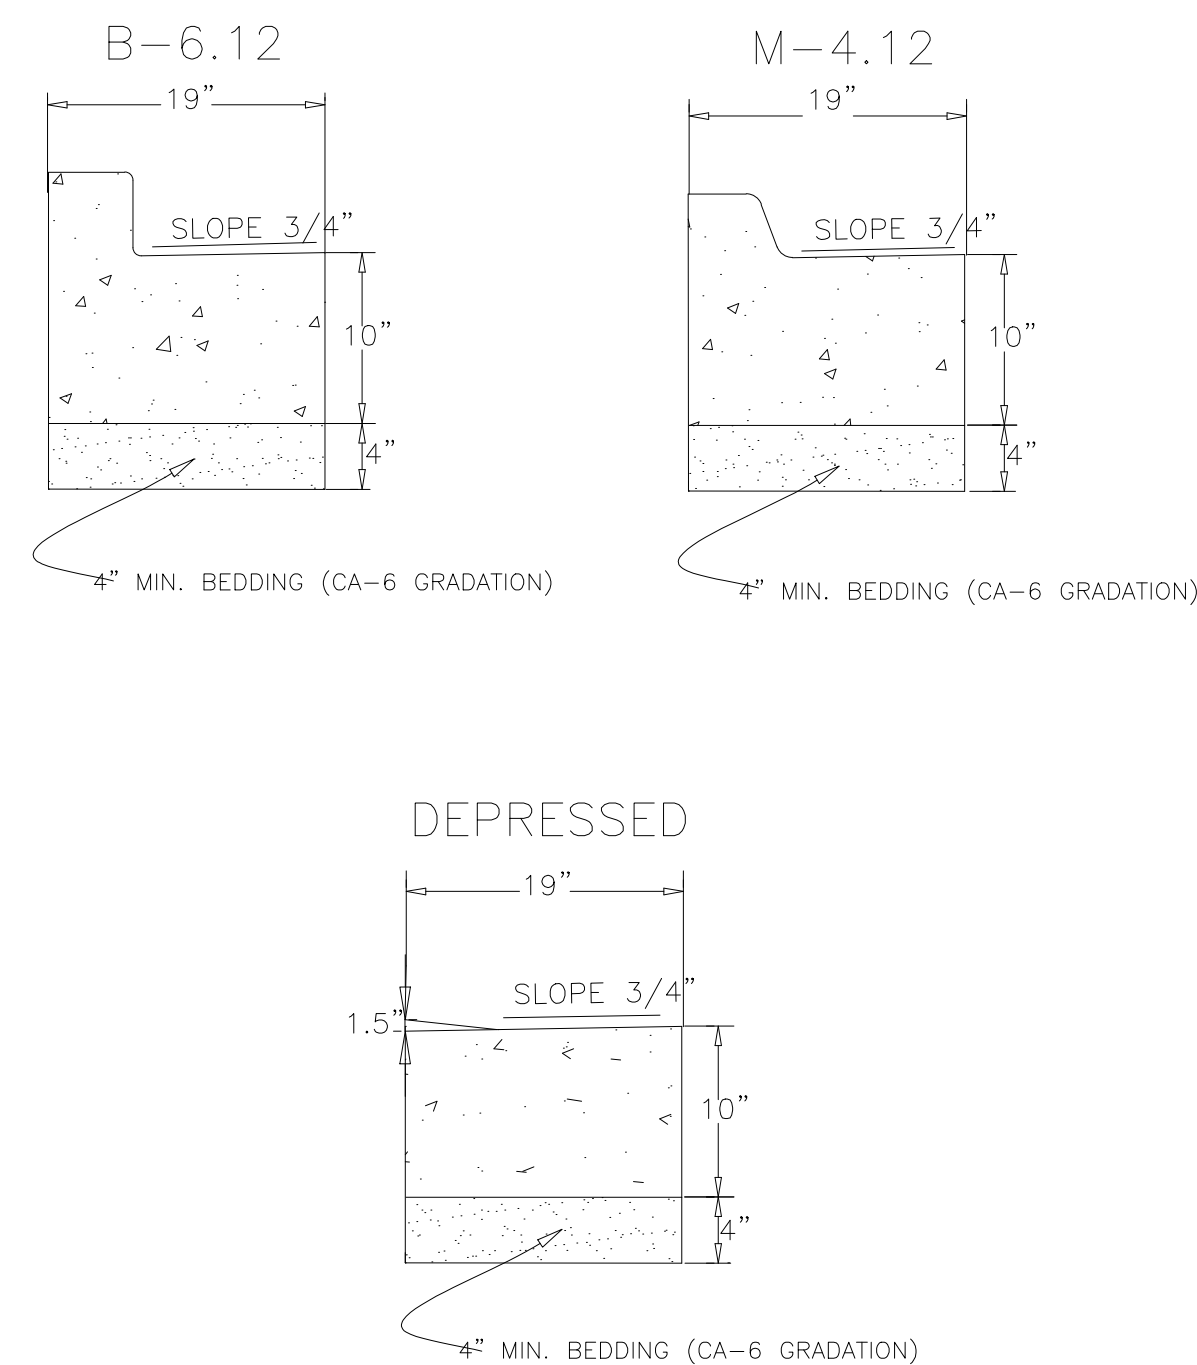 B-6.12
19"
SLOPE 3/4"
10"
4"
4" MIN. BEDDING (CA-6 GRADATION)
M-4.12
19"
SLOPE 3/4"
10"
4"
4" MIN. BEDDING (CA-6 GRADATION)
DEPRESSED
19"
SLOPE 3/4"
1.5"
10"
4"
4" MIN. BEDDING (CA-6 GRADATION)